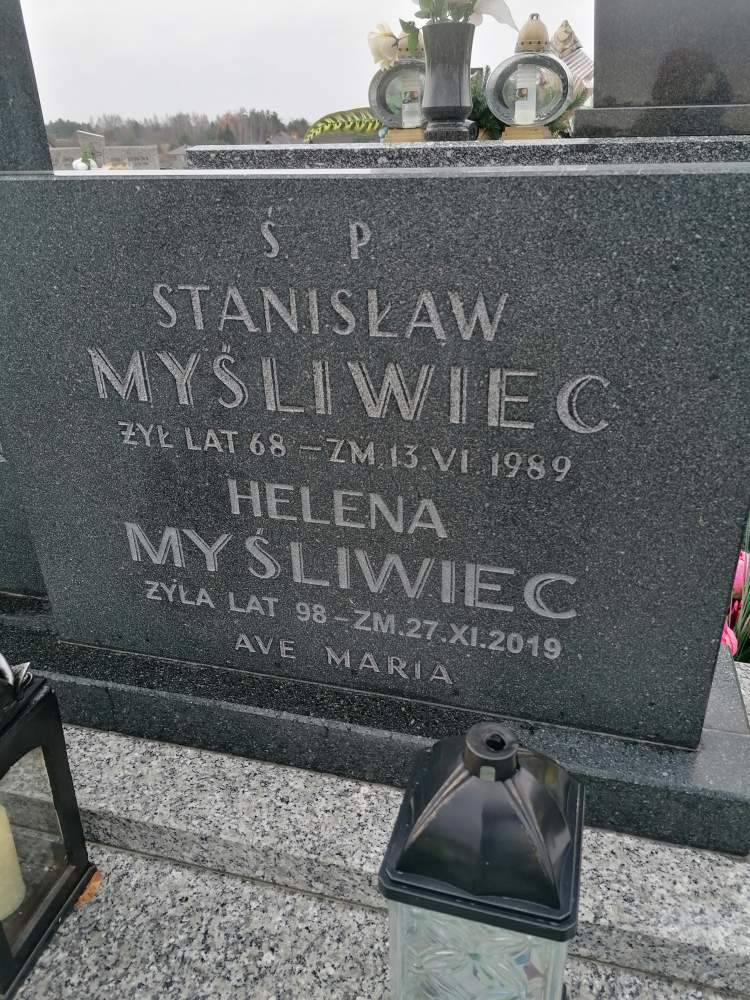 Ś. P
STANISŁAW
MYŚLIWIEC
ŻYŁ LAT 68 – ZM. 13. VI. 1989
HELENA
MYŚLIWIEC
ŻYŁA LAT 98 – ZM.27.XI.2019
AVE MARIA